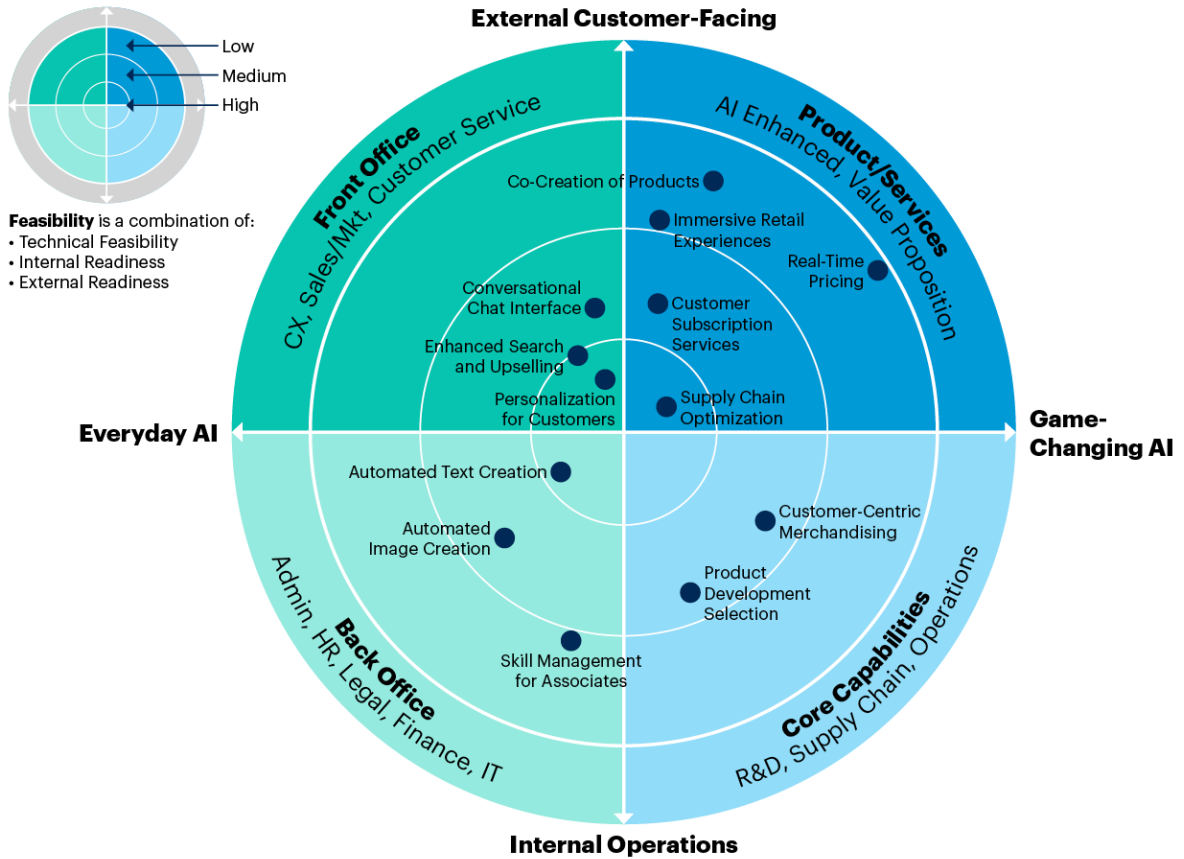 External Customer-Facing
Low
Medium
High
Feasibility is a combination of:
• Technical Feasibility
• Internal Readiness
• External Readiness
Front Office
CX, Sales/Mkt, Customer Service
Product/Services
AI Enhanced, Value Proposition
Co-Creation of Products
Immersive Retail
Experiences
Real-Time
Pricing
Conversational
Chat Interface
Customer
Subscription
Services
Enhanced Search
and Upselling
Personalization
for Customers
Supply Chain
Optimization
Everyday AI
Game-
Changing AI
Automated Text Creation
Automated
Image Creation
Skill Management
for Associates
Customer-Centric
Merchandising
Product
Development
Selection
Back Office
Admin, HR, Legal, Finance, IT
Core Capabilities
R&D, Supply Chain, Operations
Internal Operations